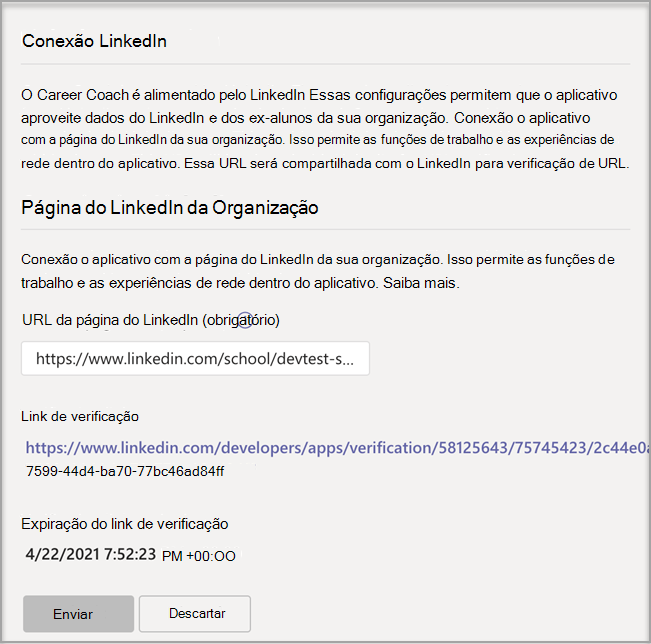 Conexão LinkedIn
O Career Coach é alimentado pelo LinkedIn Essas configurações permitem que o aplicativo
aproveite dados do LinkedIn e dos ex-alunos da sua organização. Conexão o aplicativo
com a página do LinkedIn da sua organização. Isso permite as funções de trabalho e as experiências de
rede dentro do aplicativo. Essa URL será compartilhada com o LinkedIn para verificação de URL.
Página do LinkedIn da Organização
Conexão o aplicativo com a página do LinkedIn da sua organização. Isso permite as funções de
trabalho e as experiências de rede dentro do aplicativo. Saiba mais.
URL da página do LinkedIn (obrigatório)
https://www.linkedin.com/school/devtest-s...
Link de verificação
https://www.linkedin.com/developers/apps/verification/58125643/75745423/2c44e0a
7599-44d4-ba70-77bc46ad84ff
Expiração do link de verificação
4/22/2021 7:52:23 PM +00:OO
Enviar Descartar